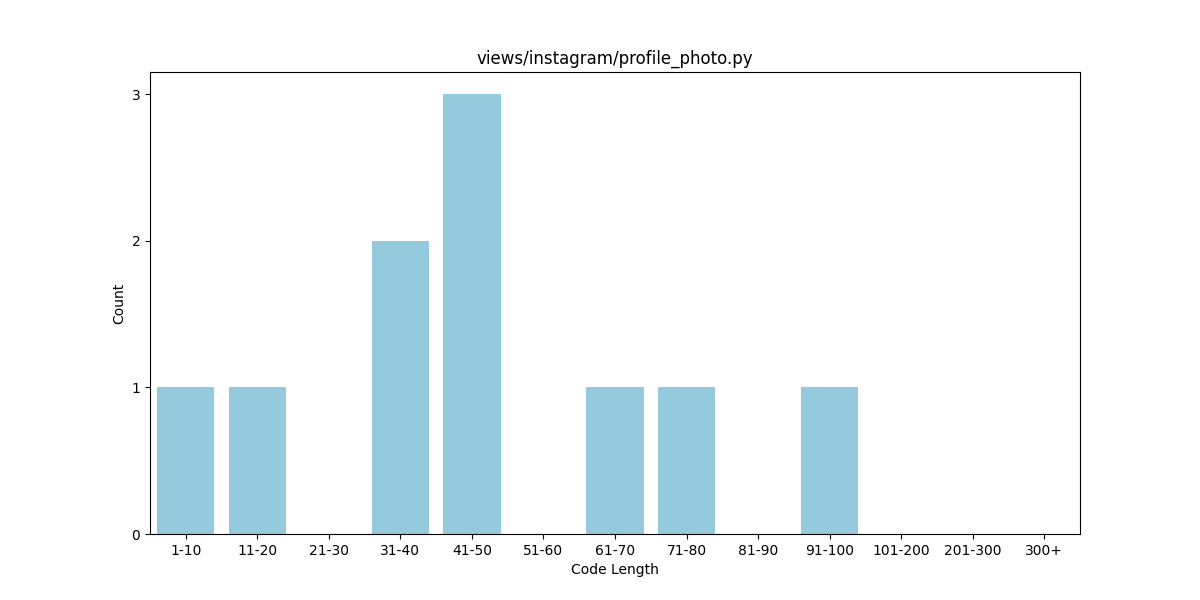 views/instagram/profile_photo.py
3
2
1
0
Count
1-10 11-20 21-30 31-40 41-50 51-60 61-70 71-80 81-90 91-100 101-200 201-300 300+
Code Length